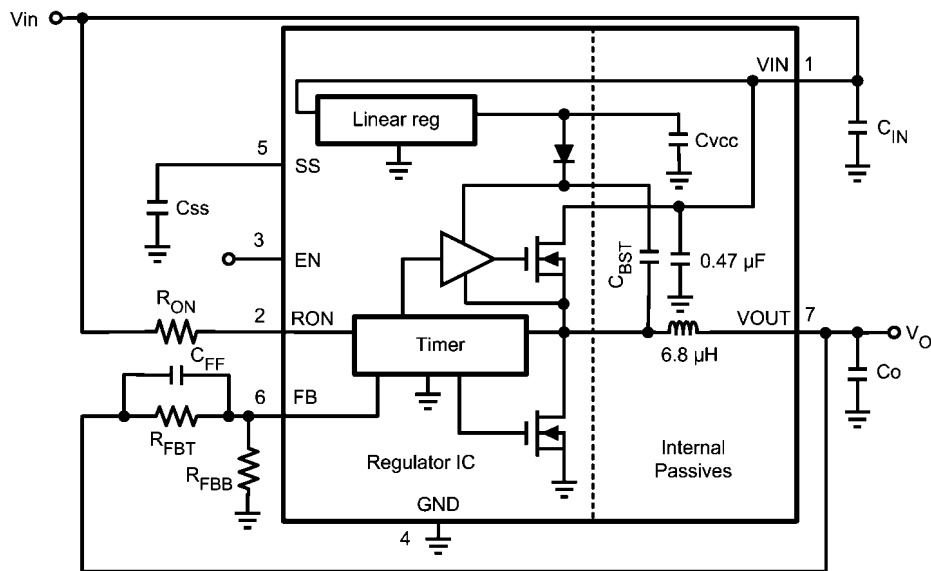 Vin
VIN 1
Linear reg
Cvcc
C_IN
5
SS
Css
3
EN
C_BST
0.47 µF
R_ON
2
RON
VOUT
7
V_O
Timer
6.8 µH
C_FF
Co
6
FB
R_FBT
R_FBB
Regulator IC
Internal
Passives
GND
4